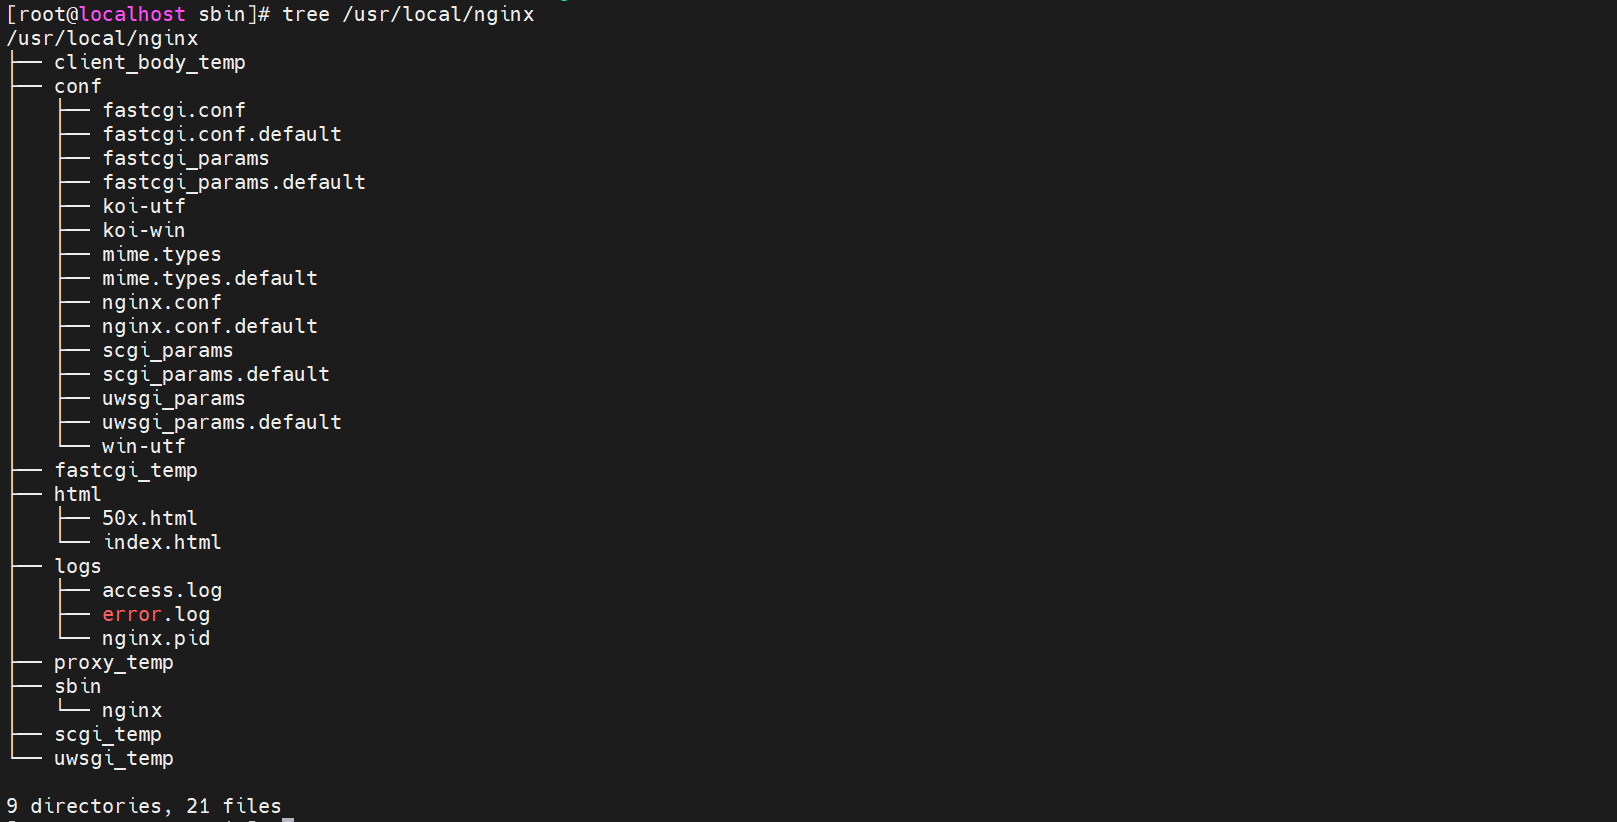 [root@localhost sbin]# tree /usr/local/nginx
/usr/local/nginx
├── client_body_temp
├── conf
│   ├── fastcgi.conf
│   ├── fastcgi.conf.default
│   ├── fastcgi_params
│   ├── fastcgi_params.default
│   ├── koi-utf
│   ├── koi-win
│   ├── mime.types
│   ├── mime.types.default
│   ├── nginx.conf
│   ├── nginx.conf.default
│   ├── scgi_params
│   ├── scgi_params.default
│   ├── uwsgi_params
│   ├── uwsgi_params.default
│   └── win-utf
├── fastcgi_temp
├── html
│   ├── 50x.html
│   └── index.html
├── logs
│   ├── access.log
│   ├── error.log
│   └── nginx.pid
├── proxy_temp
├── sbin
│   └── nginx
├── scgi_temp
└── uwsgi_temp

9 directories, 21 files